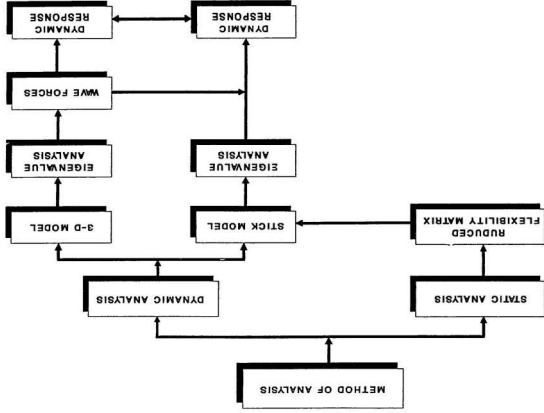 METHOD OF ANALYSIS
STATIC ANALYSIS
DYNAMIC ANALYSIS
RUDUCED
FLEXIBILITY MATRIX
STICK MODEL
3-D MODEL
EIGENVALUE
ANALYSIS
EIGENVALUE
ANALYSIS
WAVE FORCES
DYNAMIC
RESPONSE
DYNAMIC
RESPONSE